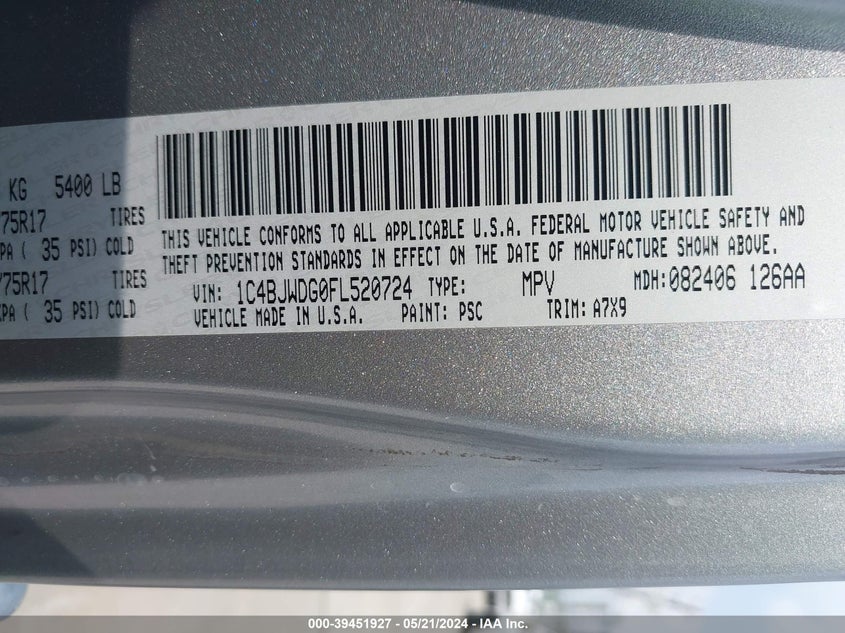 KG 5400 LB
75R17 TIRES
PA ( 35 PSI) COLD
/75R17 TIRES
PA ( 35 PSI) COLD
THIS VEHICLE CONFORMS TO ALL APPLICABLE U.S.A. FEDERAL MOTOR VEHICLE SAFETY AND
THEFT PREVENTION STANDARDS IN EFFECT ON THE DATE OF MANUFACTURE SHOWN ABOVE.
VIN: 1C4BJWDG0FL520724 TYPE: MPV MDH:082406 126AA
VEHICLE MADE IN U.S.A. PAINT: PSC TRIM: A7X9
000-39451927 - 05/21/2024 - IAA Inc.